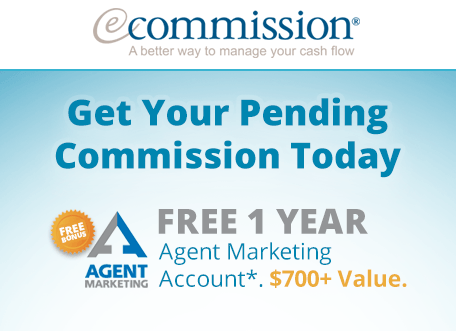 ecommission®
A better way to manage your cash flow
Get Your Pending
Commission Today
FREE
BONUS
AGENT
MARKETING
FREE 1 YEAR
Agent Marketing
Account*. $700+ Value.